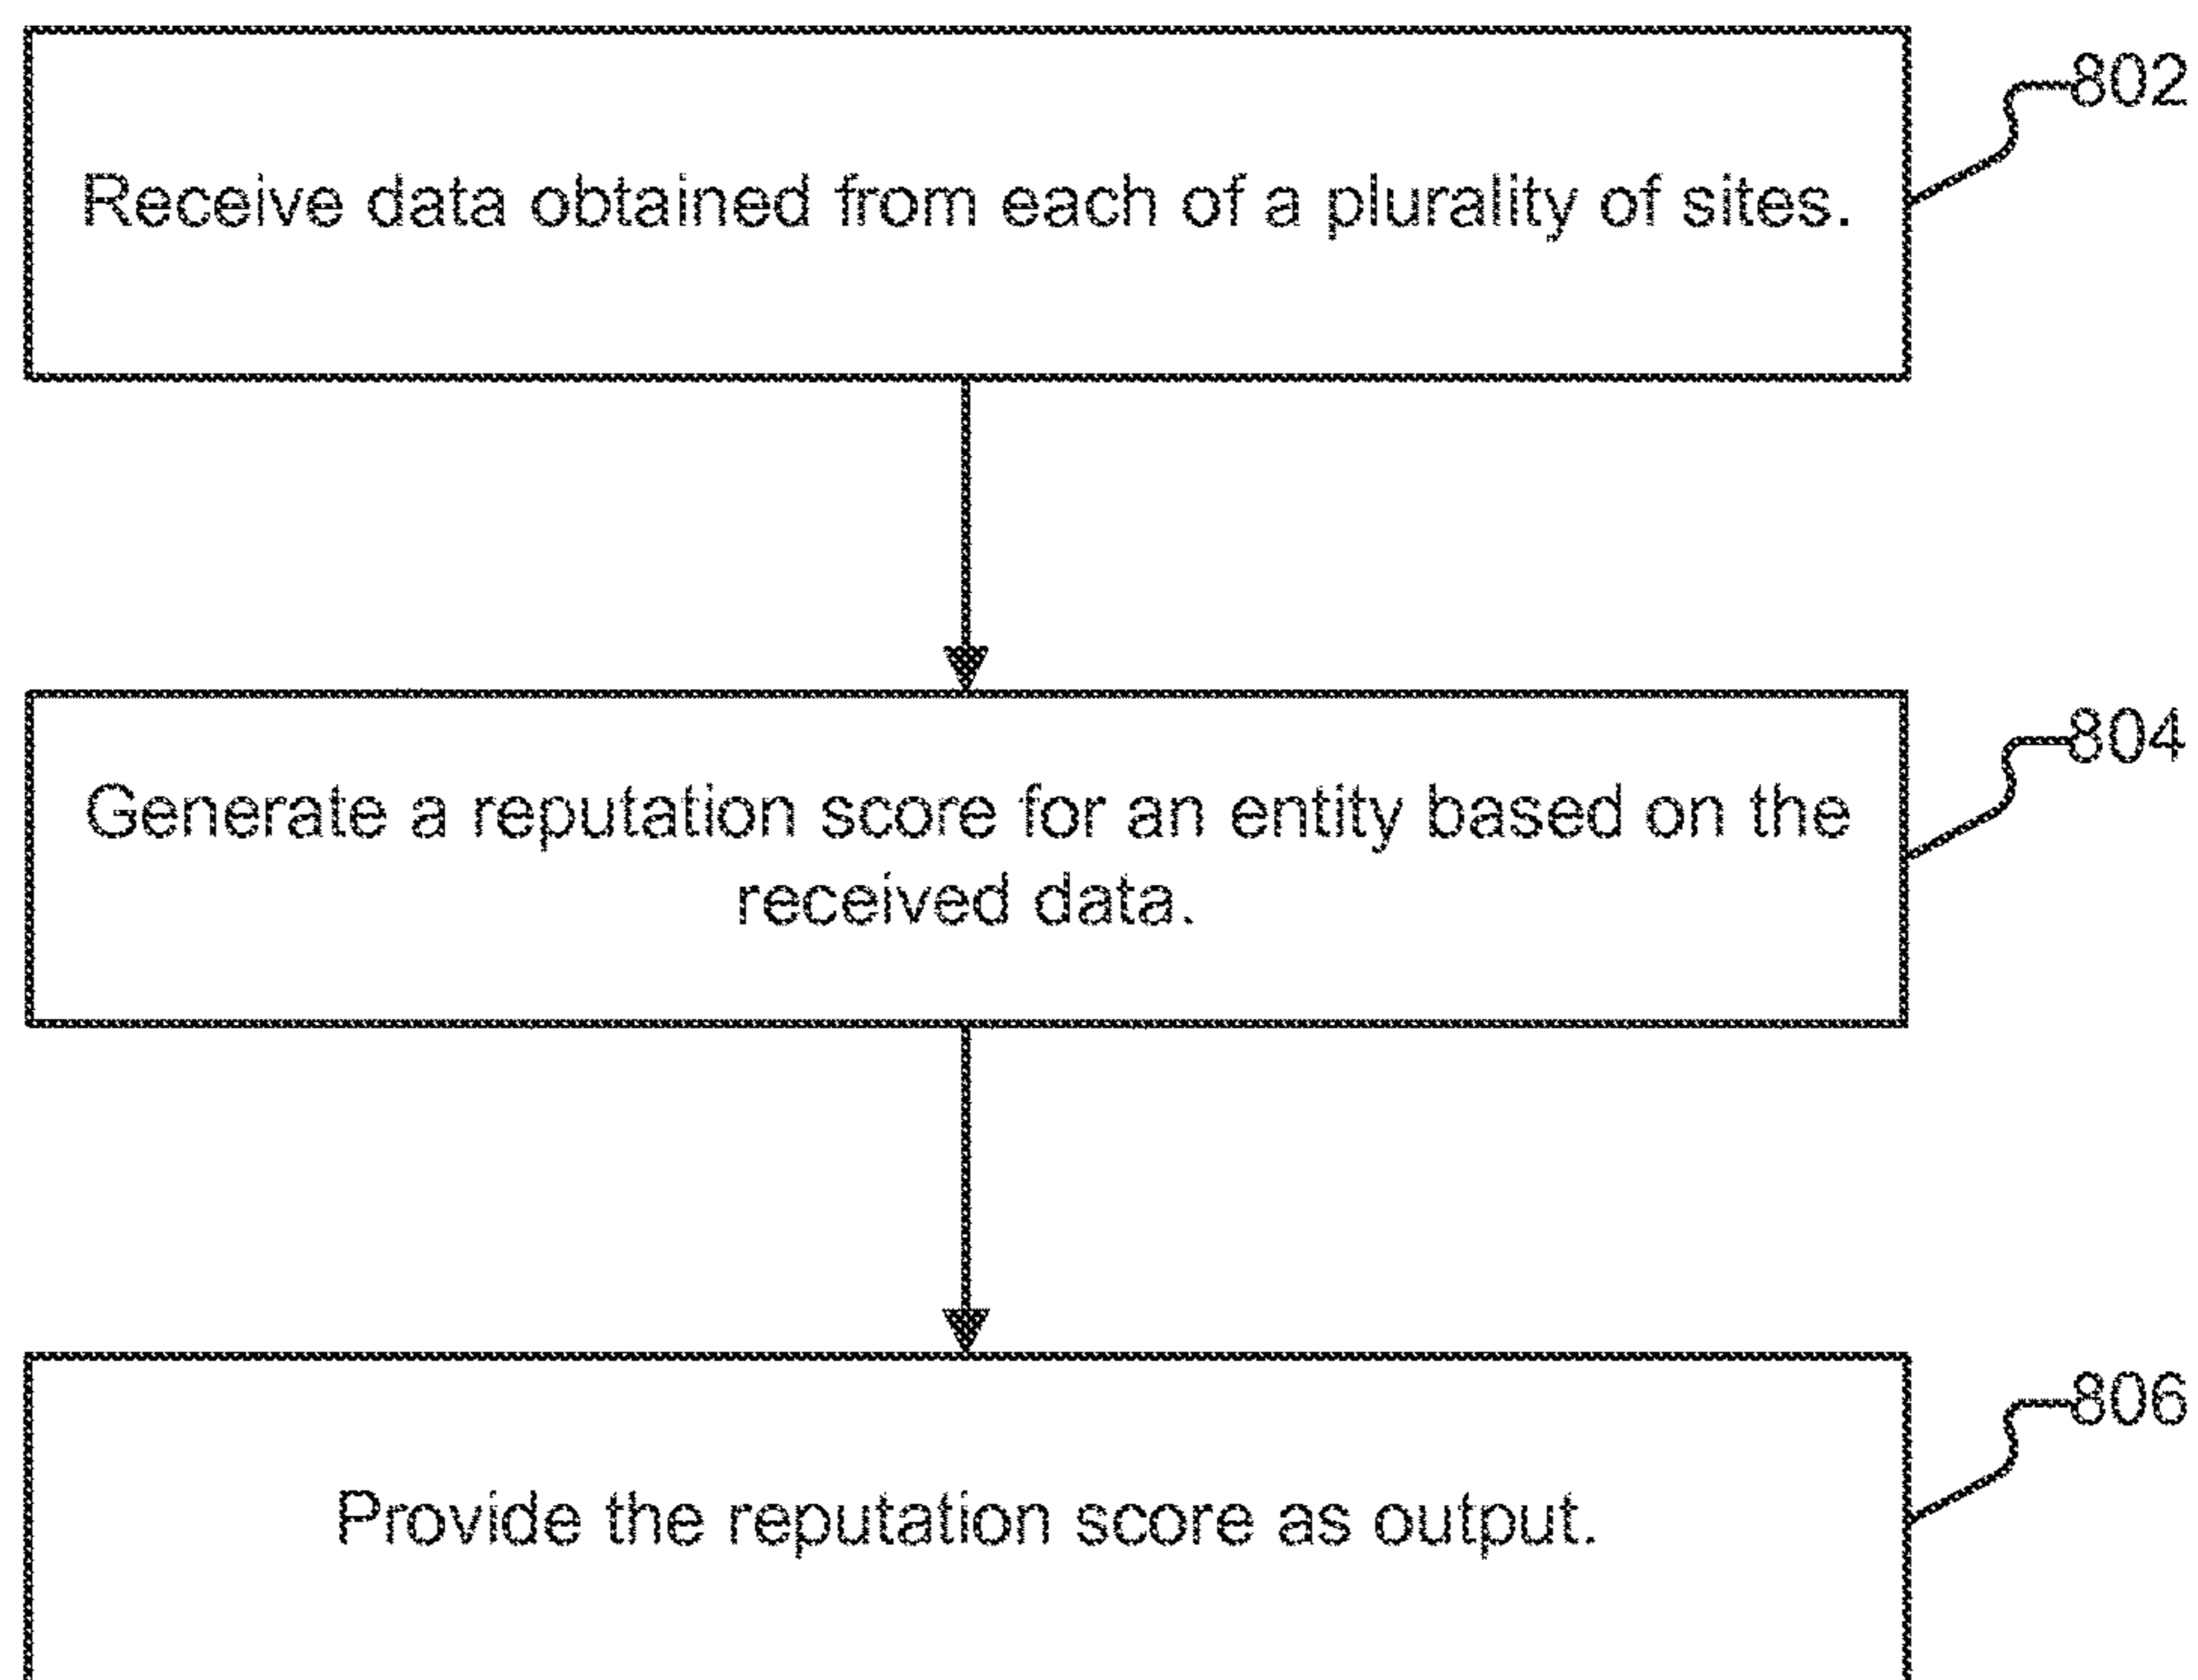 802
Receive data obtained from each of a plurality of sites.
804
Generate a reputation score for an entity based on the
received data.
806
Provide the reputation score as output.